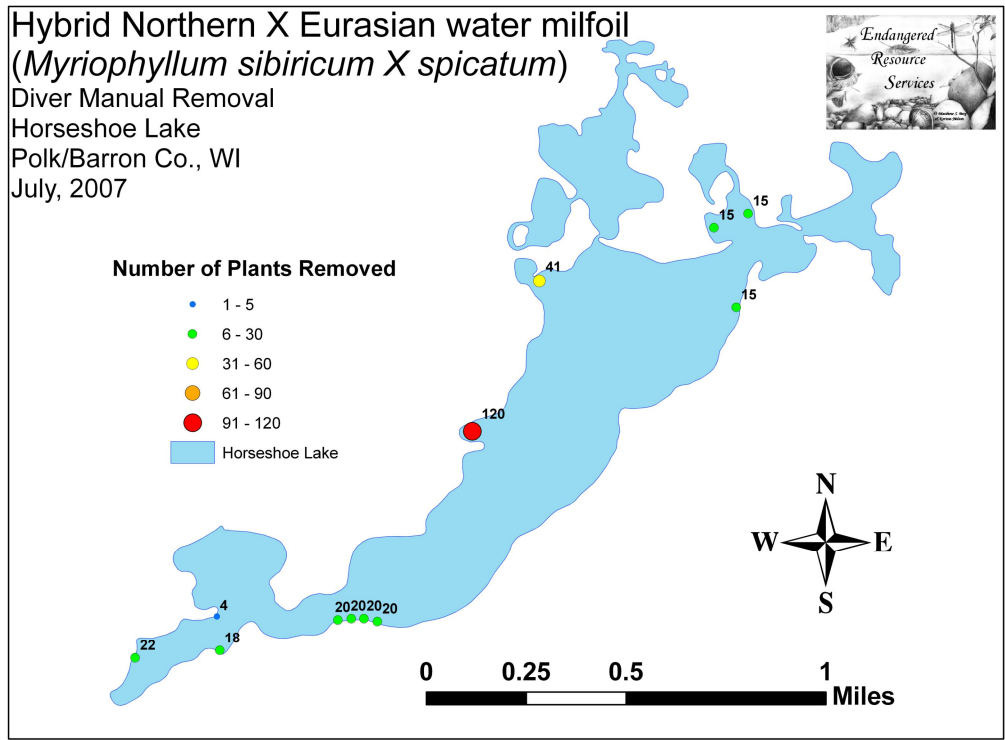 Hybrid Northern X Eurasian water milfoil
(Myriophyllum sibiricum X spicatum)
Diver Manual Removal
Horseshoe Lake
Polk/Barron Co., WI
July, 2007
Endangered
Resource
Services
15
15
41
15
Number of Plants Removed
1 - 5
6 - 30
31 - 60
61 - 90
91 - 120
Horseshoe Lake
120
N
W E
S
4
20 20 20 20
22
18
0 0.25 0.5 1
Miles